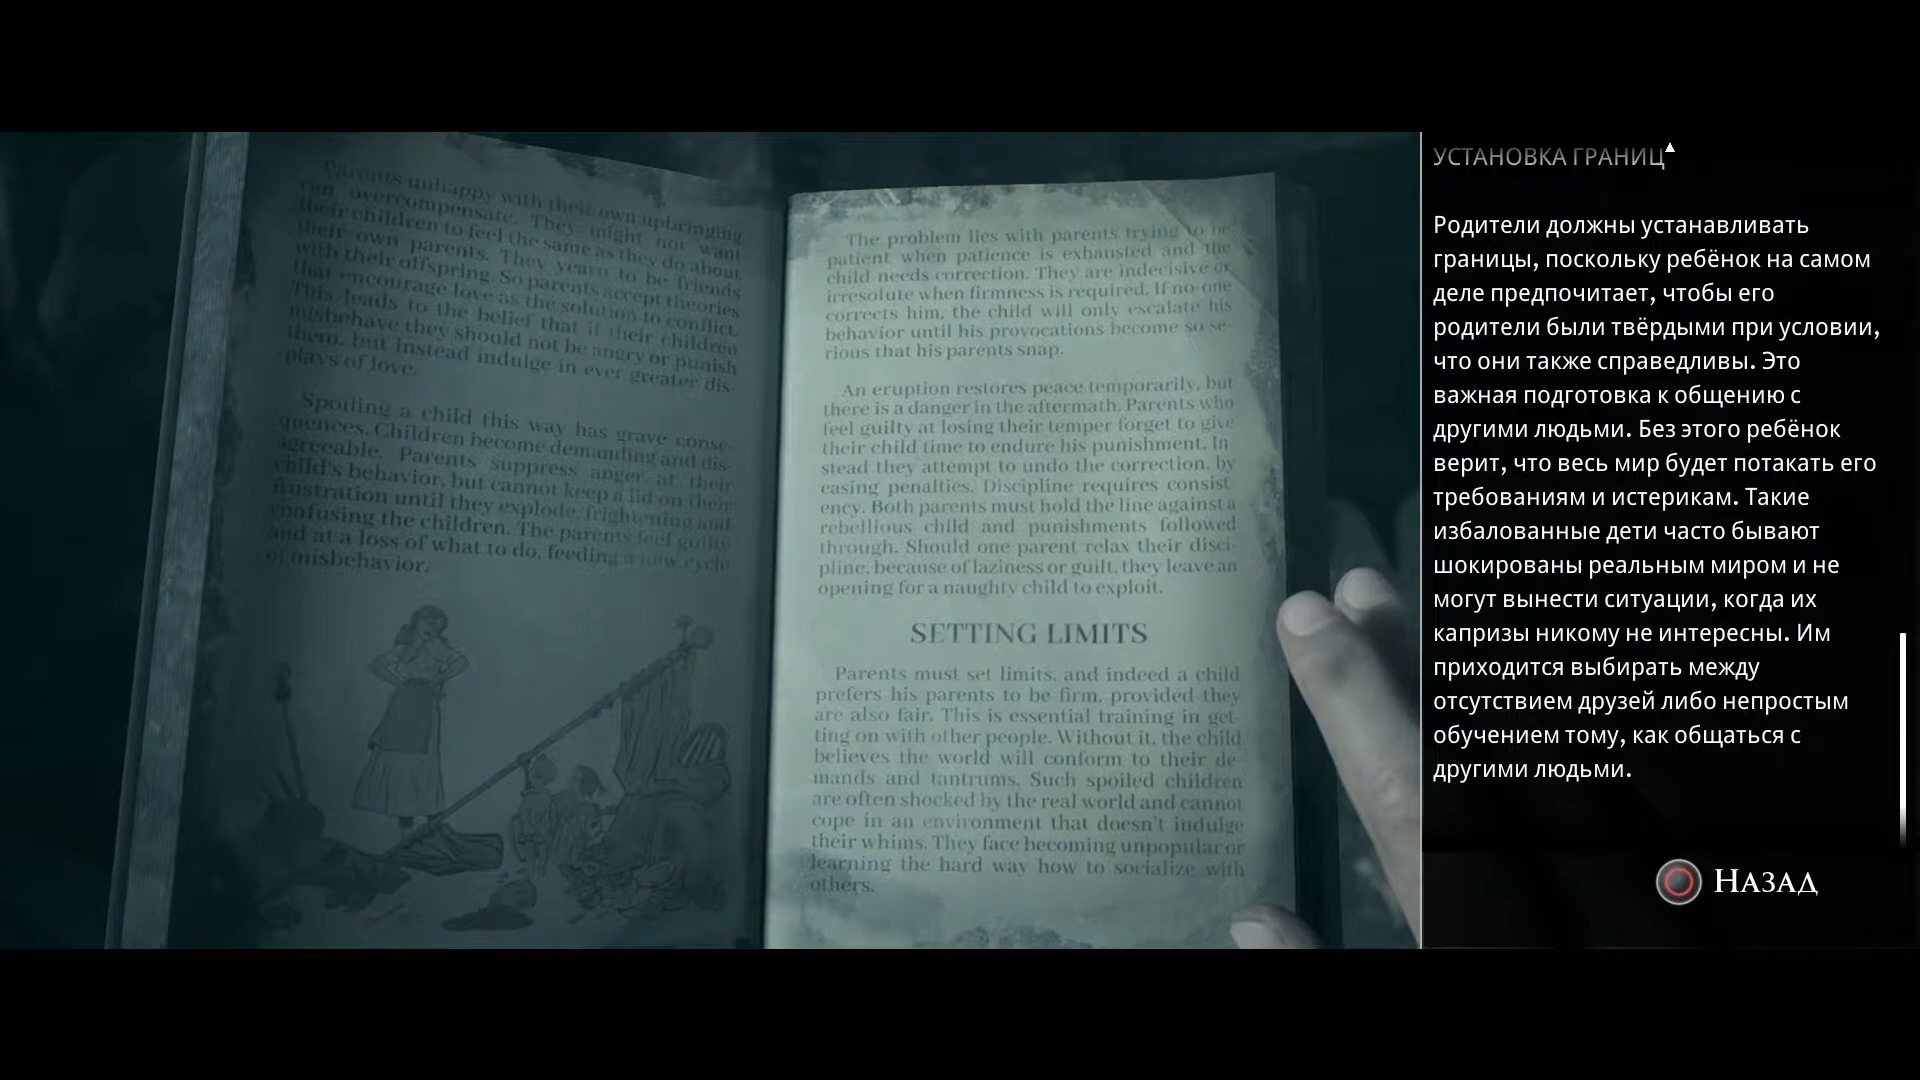 Parents unhappy with their own upbringing
can overcompensate. They might not want
their children to feel the same as they do about
their own parents. They yearn to be friends
with their offspring. So parents accept theories
that encourage love as the solution to conflict.
This leads to the belief that if their children
misbehave they should not be angry or punish
them, but instead indulge in ever greater dis-
plays of love.
Spoiling a child this way has grave conse-
quences. Children become demanding and dis-
agreeable. Parents suppress anger at their
child's behavior, but cannot keep a lid on their
frustration until they explode, frightening and
confusing the children. The parents feel guilty
and at a loss of what to do, feeding a new cycle
of misbehavior.
The problem lies with parents trying to be
patient when patience is exhausted and the
child needs correction. They are indecisive or
irresolute when firmness is required. If no-one
corrects him, the child will only escalate his
behavior until his provocations become so se-
rious that his parents snap.
An eruption restores peace temporarily, but
there is a danger in the aftermath. Parents who
feel guilty at losing their temper forget to give
their child time to endure his punishment. In
stead they attempt to undo the correction, by
easing penalties. Discipline requires consist
ency. Both parents must hold the line against a
rebellious child and punishments followed
through. Should one parent relax their disci-
pline, because of laziness or guilt, they leave an
opening for a naughty child to exploit.
SETTING LIMITS
Parents must set limits, and indeed a child
prefers his parents to be firm, provided they
are also fair. This is essential training in get-
ting on with other people. Without it, the child
believes the world will conform to their de-
mands and tantrums. Such spoiled children
are often shocked by the real world and cannot
cope in an environment that doesn't indulge
their whims. They face becoming unpopular or
learning the hard way how to socialize with
others.
УСТАНОВКА ГРАНИЦ
Родители должны устанавливать
границы, поскольку ребёнок на самом
деле предпочитает, чтобы его
родители были твёрдыми при условии,
что они также справедливы. Это
важная подготовка к общению с
другими людьми. Без этого ребёнок
верит, что весь мир будет потакать его
требованиям и истерикам. Такие
избалованные дети часто бывают
шокированы реальным миром и не
могут вынести ситуации, когда их
капризы никому не интересны. Им
приходится выбирать между
отсутствием друзей либо непростым
обучением тому, как общаться с
другими людьми.
НАЗАД